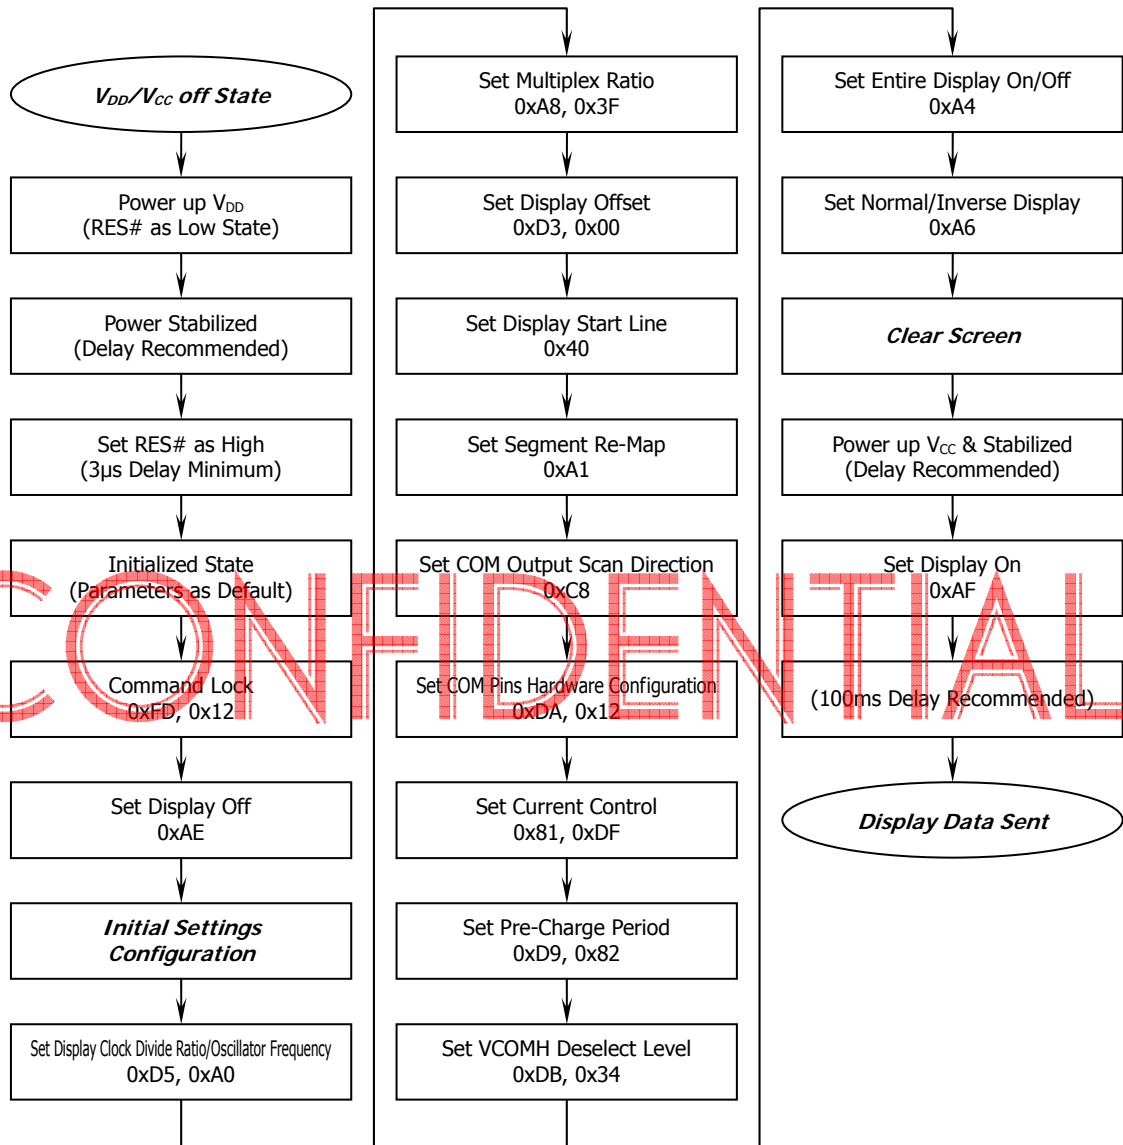 VDD/VCC off State
Power up VDD
(RES# as Low State)
Power Stabilized
(Delay Recommended)
Set RES# as High
(3μs Delay Minimum)
Initialized State
(Parameters as Default)
Command Lock
0xFD, 0x12
Set Display Off
0xAE
Initial Settings
Configuration
Set Display Clock Divide Ratio/Oscillator Frequency
0xD5, 0xA0
Set Multiplex Ratio
0xA8, 0x3F
Set Display Offset
0xD3, 0x00
Set Display Start Line
0x40
Set Segment Re-Map
0xA1
Set COM Output Scan Direction
0xC8
Set COM Pins Hardware Configuration
0xDA, 0x12
Set Current Control
0x81, 0xDF
Set Pre-Charge Period
0xD9, 0x82
Set VCOMH Deselect Level
0xDB, 0x34
Set Entire Display On/Off
0xA4
Set Normal/Inverse Display
0xA6
Clear Screen
Power up VCC & Stabilized
(Delay Recommended)
Set Display On
0xAF
(100ms Delay Recommended)
Display Data Sent
CONFIDENTIAL